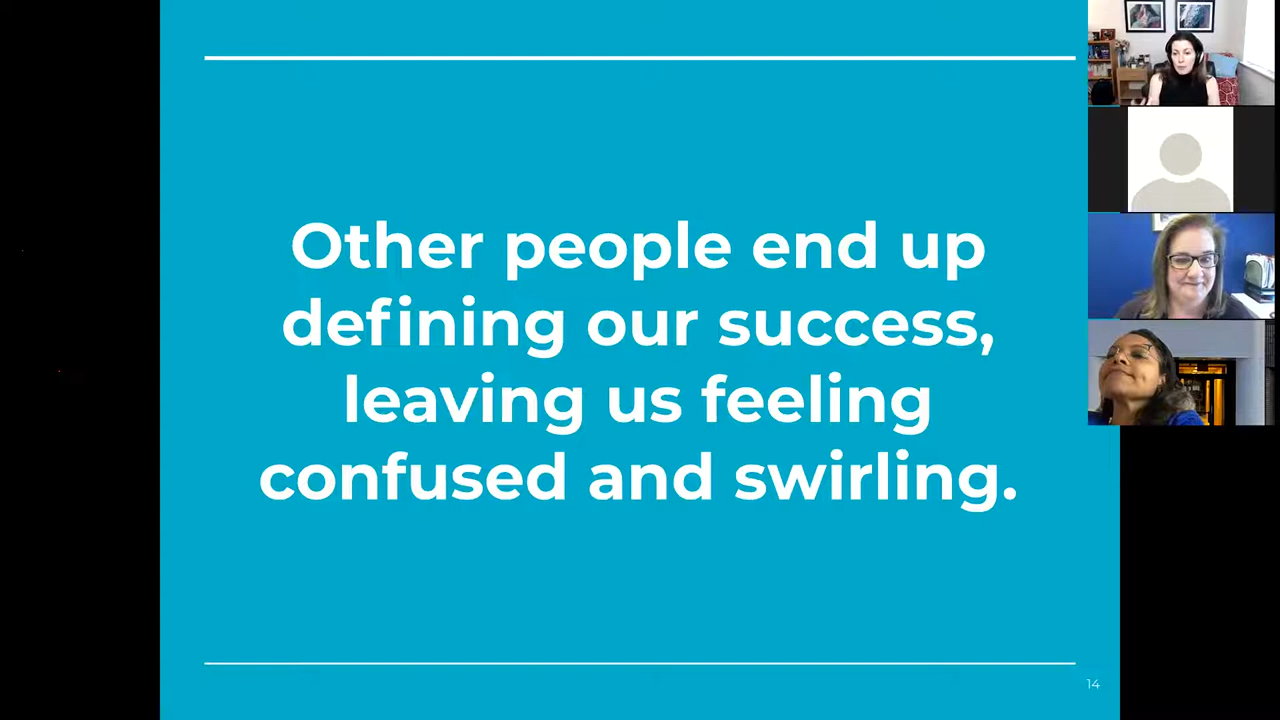 Other people end up
defining our success,
leaving us feeling
confused and swirling.
14